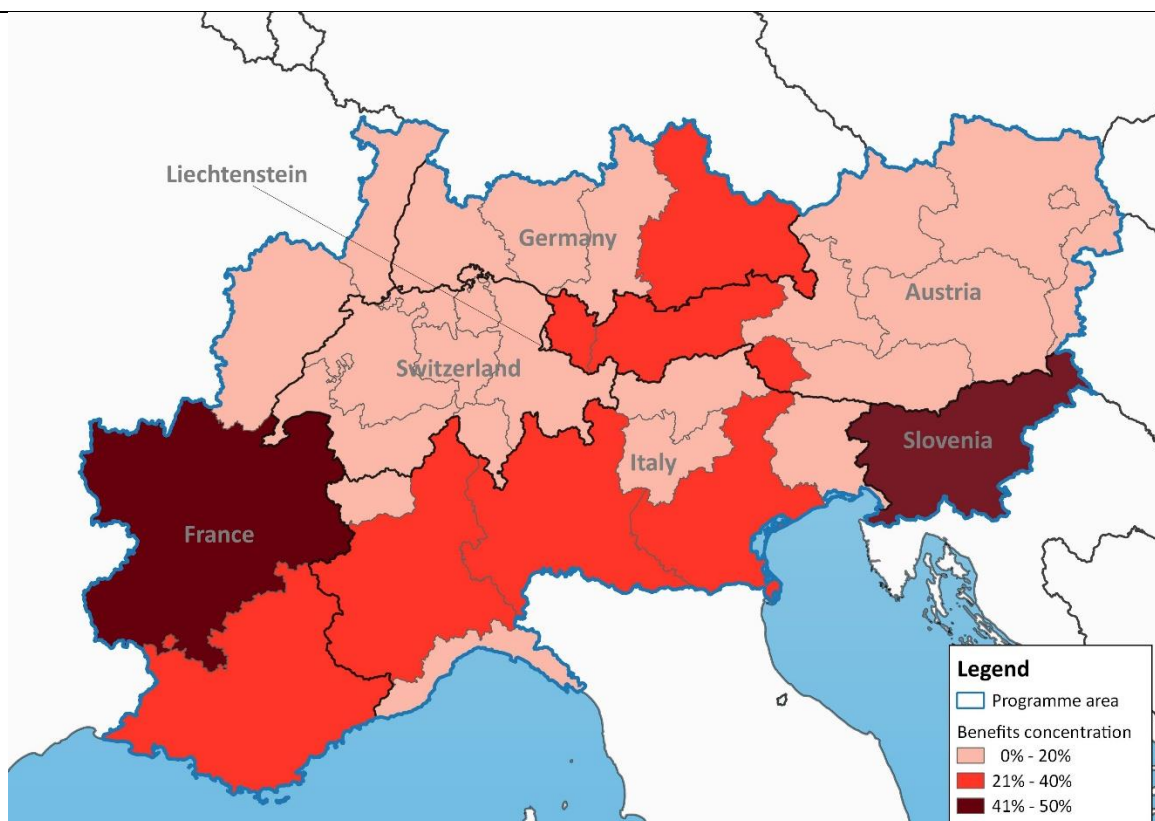 Liechtenstein
Germany
Austria
Switzerland
Slovenia
Italy
France
Legend
Programme area
Benefits concentration
0% - 20%
21% - 40%
41% - 50%